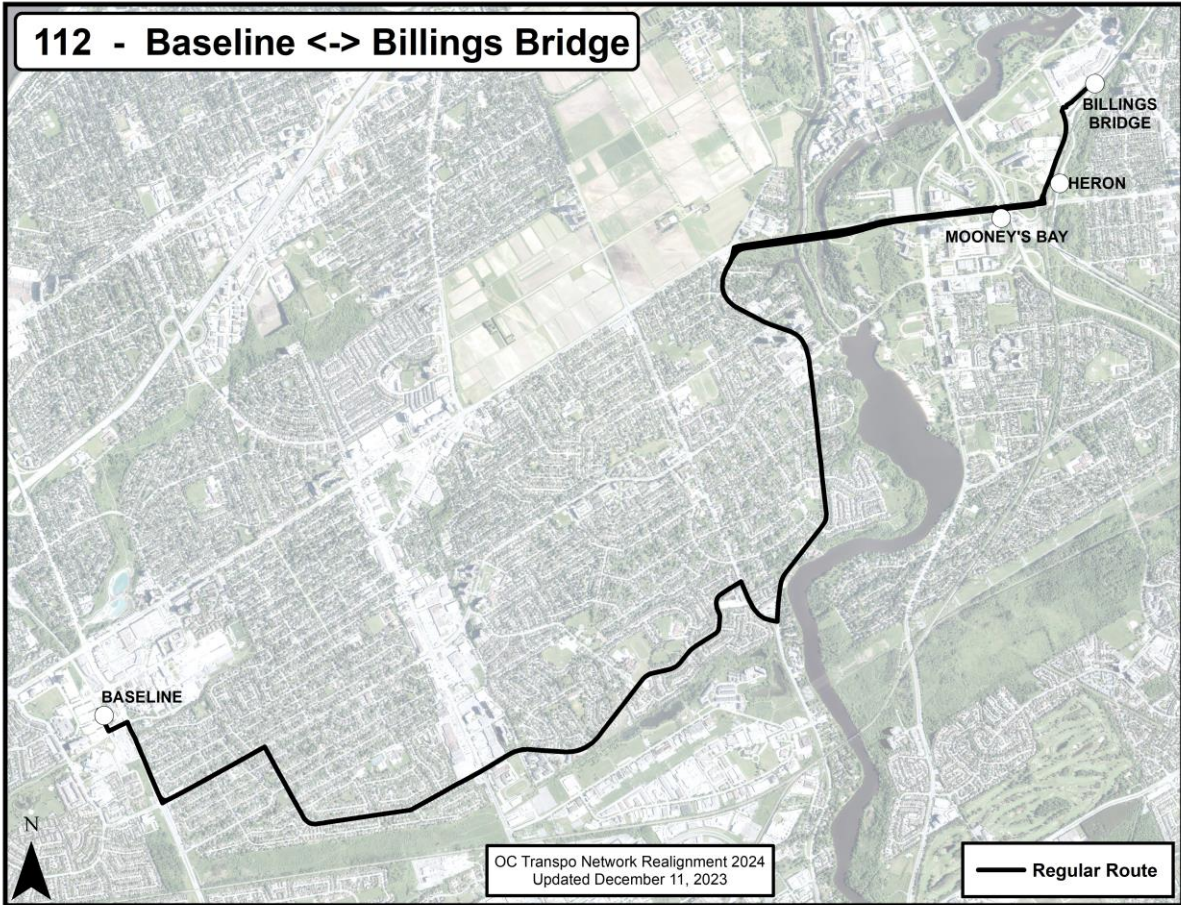 112 - Baseline <-> Billings Bridge
BILLINGS
BRIDGE
HERON
MOONEY'S BAY
BASELINE
N
OC Transpo Network Realignment 2024
Updated December 11, 2023
Regular Route